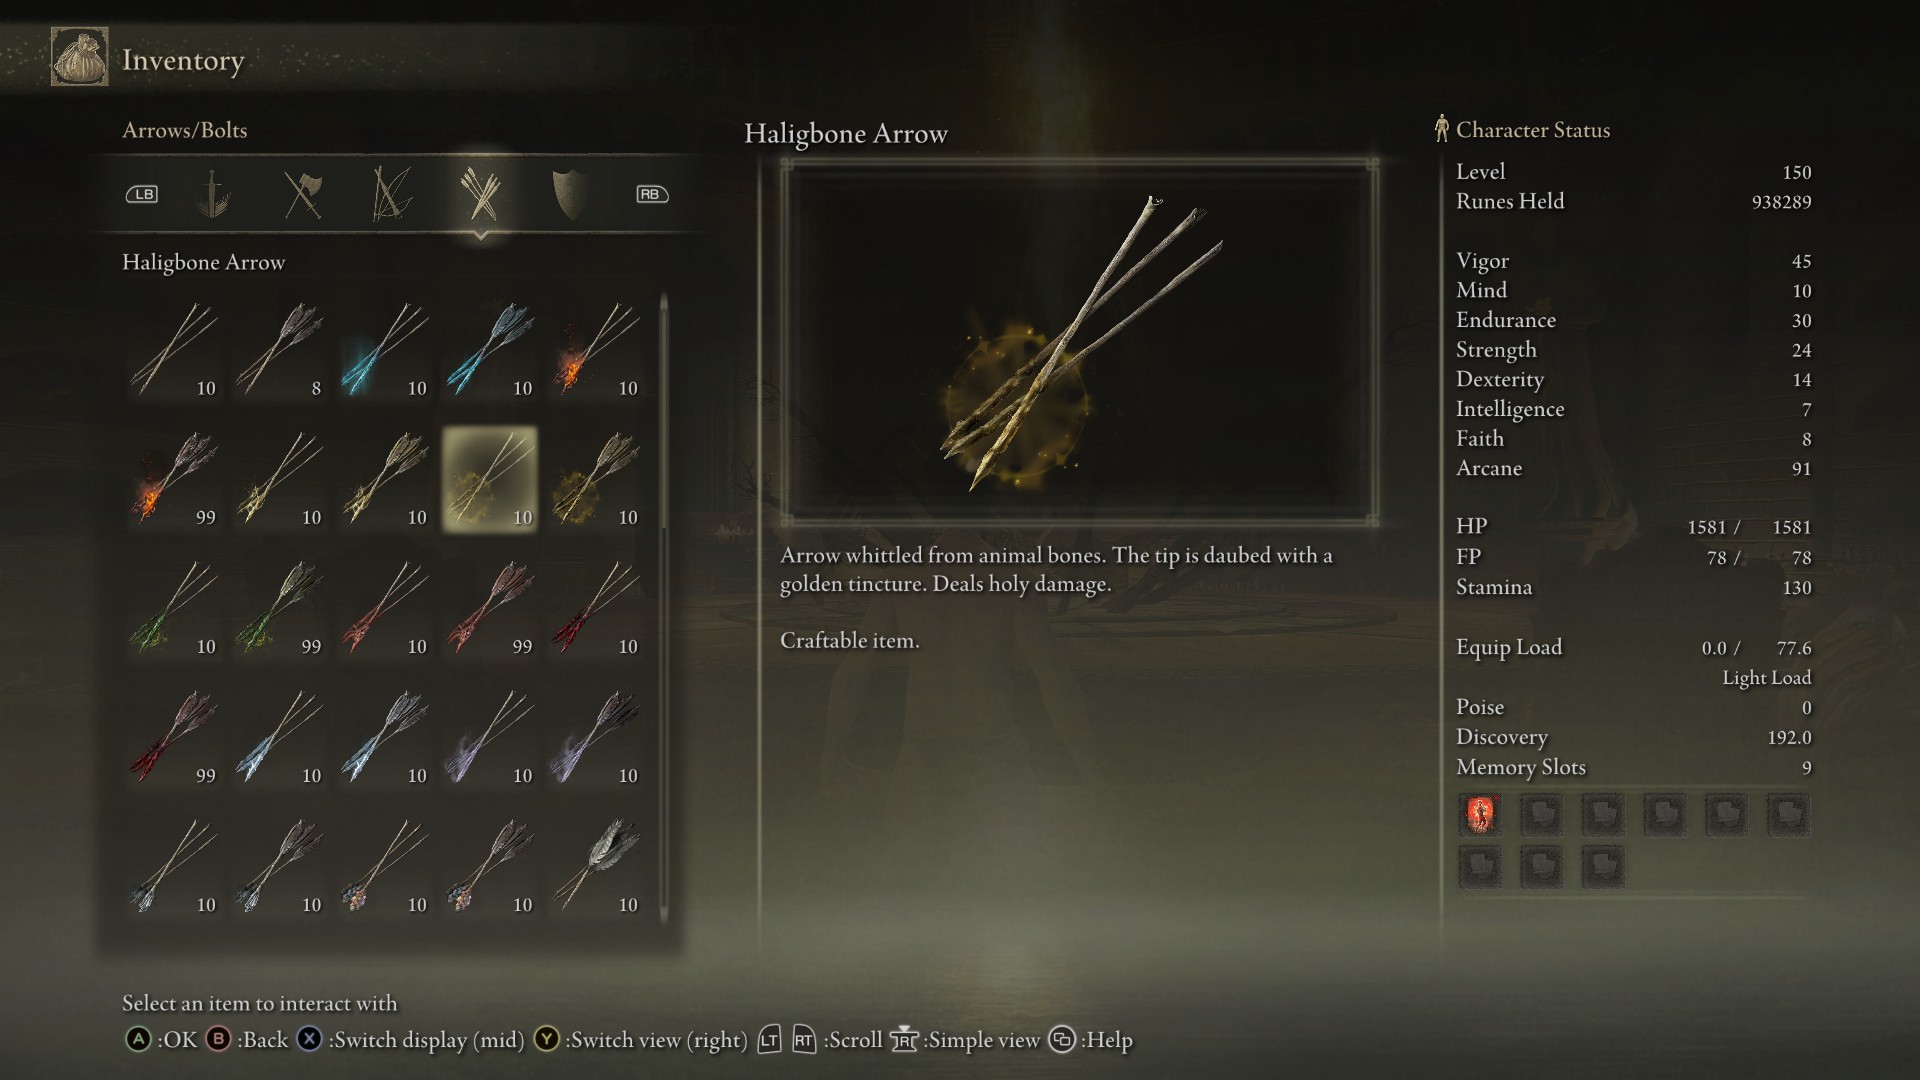 Inventory
Arrows/Bolts
LB
RB
Haligbone Arrow
10 8 10 10 10
99 10 10 10 10
10 99 10 99 10
99 10 10 10 10
10 10 10 10 10
Haligbone Arrow
Arrow whittled from animal bones. The tip is daubed with a
golden tincture. Deals holy damage.
Craftable item.
Character Status
Level 150
Runes Held 938289
Vigor 45
Mind 10
Endurance 30
Strength 24
Dexterity 14
Intelligence 7
Faith 8
Arcane 91
HP 1581 / 1581
FP 78 / 78
Stamina 130
Equip Load 0.0 / 77.6
Light Load
Poise 0
Discovery 192.0
Memory Slots 9
Select an item to interact with
A :OK B :Back X :Switch display (mid) Y :Switch view (right) LT RT :Scroll R :Simple view :Help